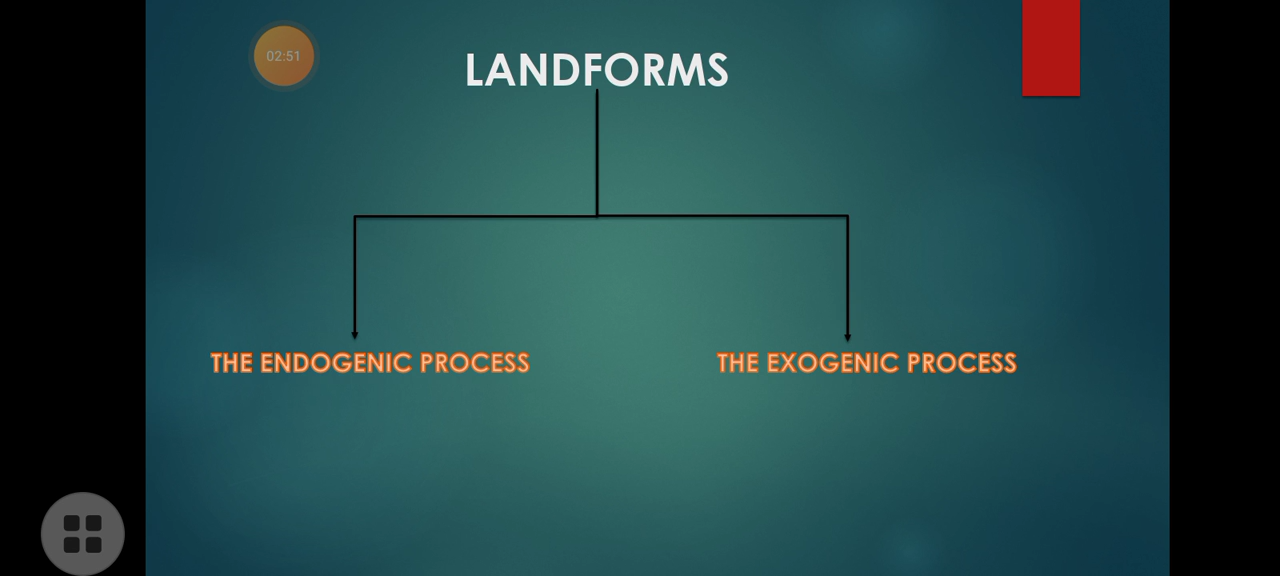 02:51
LANDFORMS
THE ENDOGENIC PROCESS
THE EXOGENIC PROCESS